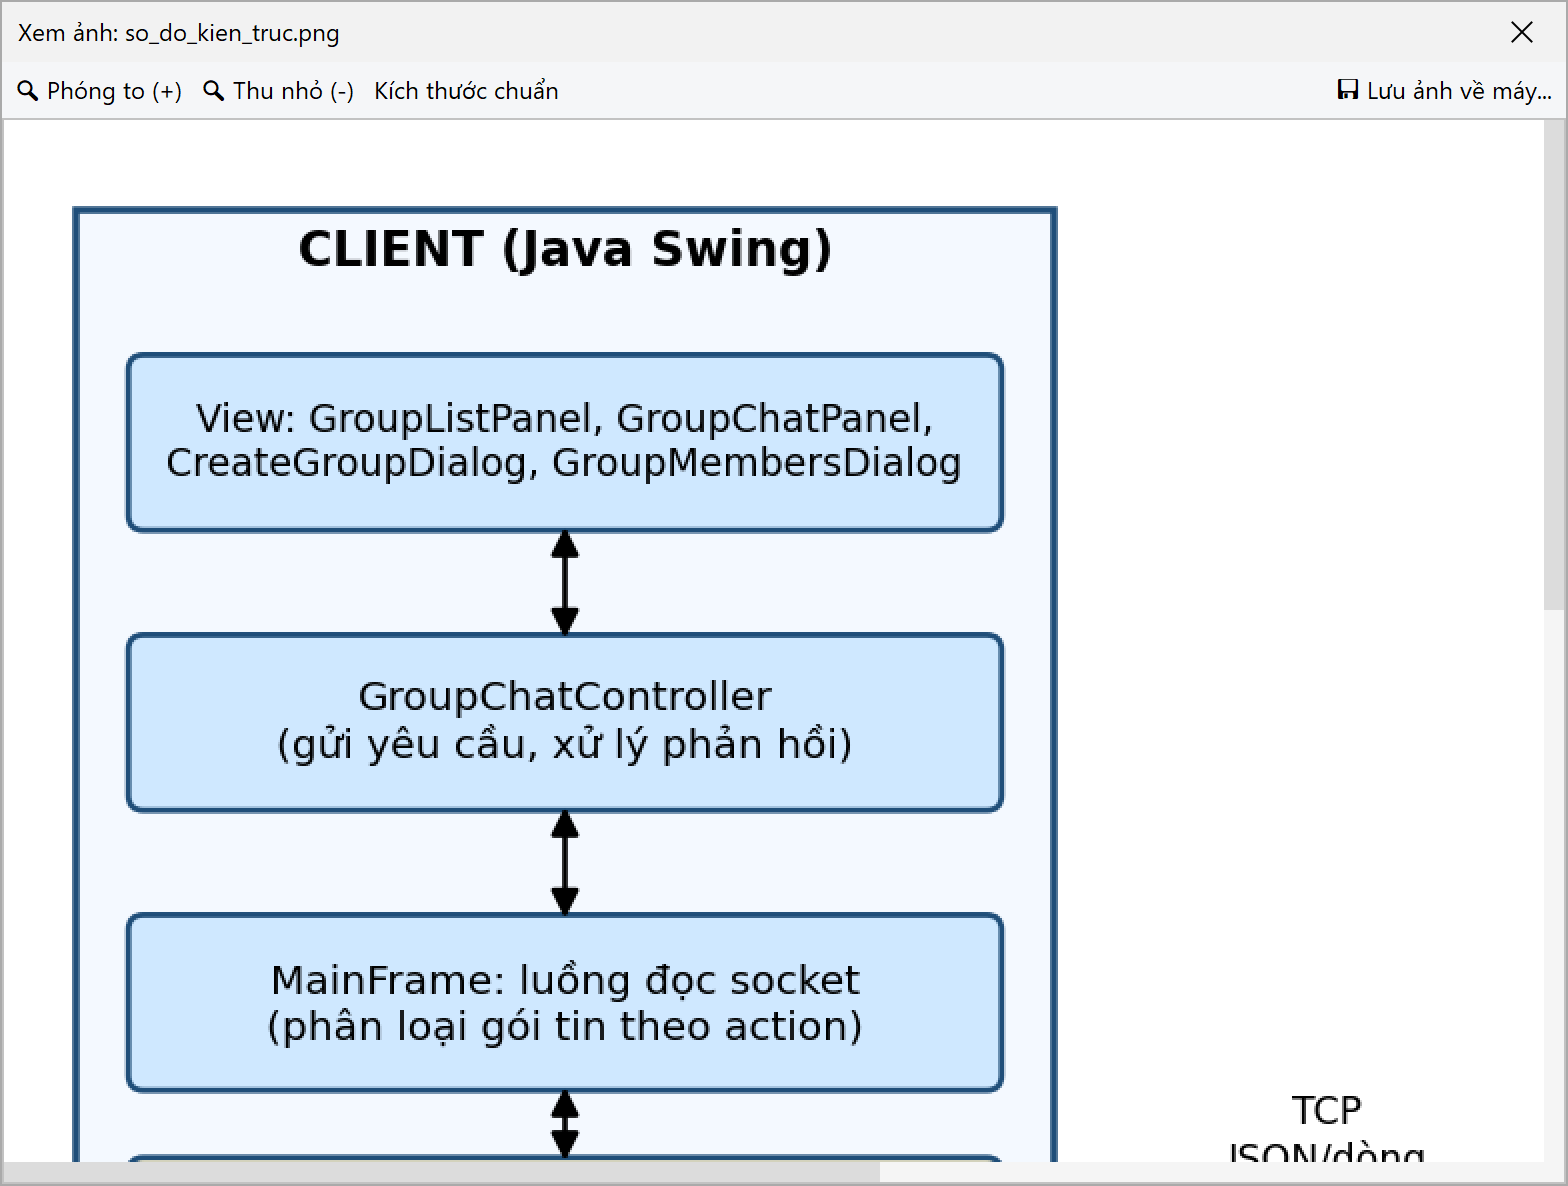 Xem ảnh: so_do_kien_truc.png
Phóng to (+) Thu nhỏ (-) Kích thước chuẩn Lưu ảnh về máy...
CLIENT (Java Swing)
View: GroupListPanel, GroupChatPanel,
CreateGroupDialog, GroupMembersDialog
GroupChatController
(gửi yêu cầu, xử lý phản hồi)
MainFrame: luồng đọc socket
(phân loại gói tin theo action)
TCP
JSON/dòng